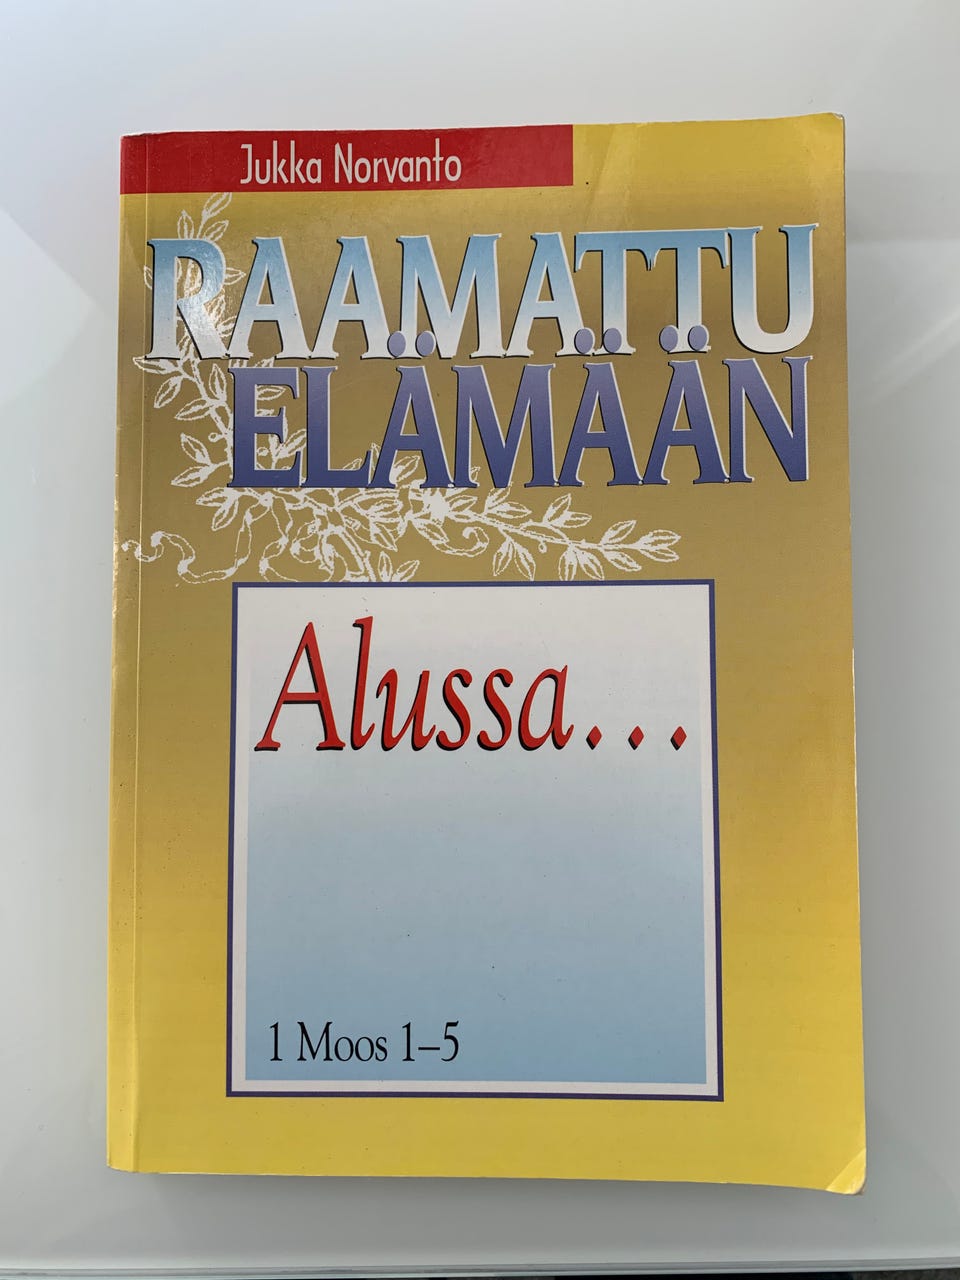 Jukka Norvanto
RAAMATTU
ELÄMÄÄN
Alussa...
1 Moos 1–5